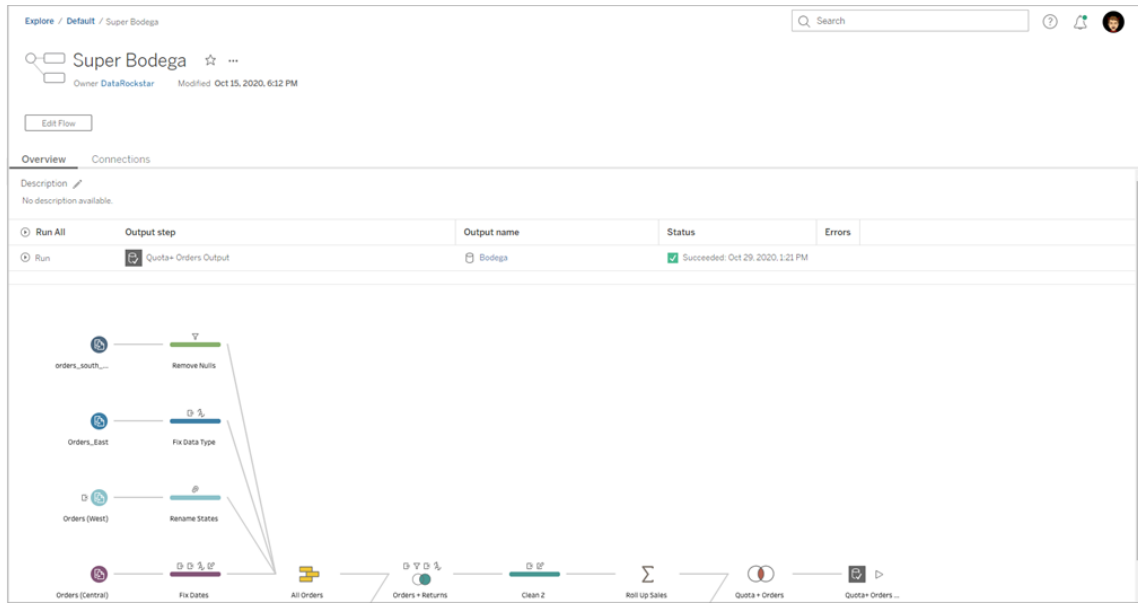 Explore / Default / Super Bodega
Search
Super Bodega
Owner DataRockstar Modified Oct 15, 2020, 6:12 PM
Edit Flow
Overview Connections
Description
No description available.
Run All Output step Output name Status Errors
Run Quota+ Orders Output Bodega Succeeded: Oct 29, 2020, 1:21 PM
orders_south_... Remove Nulls
Orders_East Fix Data Type
Orders (West) Rename States
Orders (Central) Fix Dates All Orders Orders + Returns Clean 2 Roll Up Sales Quota + Orders Quota+ Orders ...